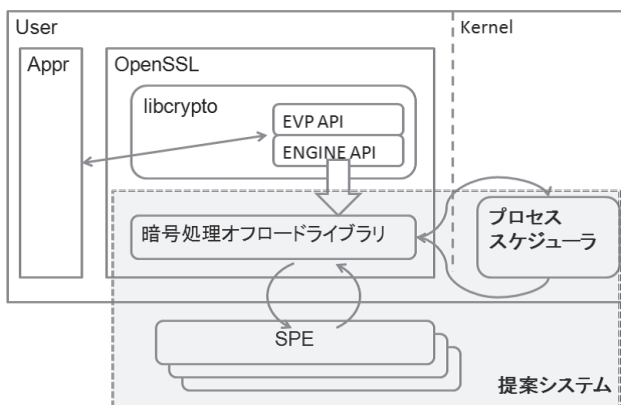 User
Kernel
Appr
OpenSSL
libcrypto
EVP API
ENGINE API
暗号処理オフロードライブラリ
プロセス
スケジューラ
SPE
提案システム